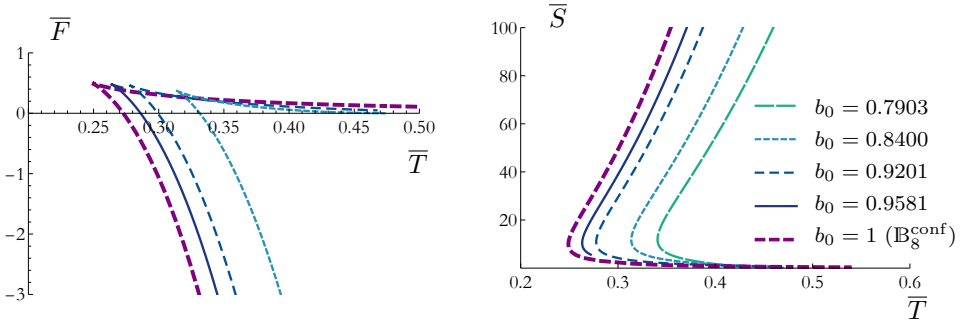 F̅
1
0
-1
-2
-3
0.25 0.30 0.35 0.40 0.45 0.50
T̅
S̅
100
80
60
40
20
0.2 0.3 0.4 0.5 0.6
T̅
b₀ = 0.7903
b₀ = 0.8400
b₀ = 0.9201
b₀ = 0.9581
b₀ = 1 (𝔹₈ᶜᵒⁿᶠ)